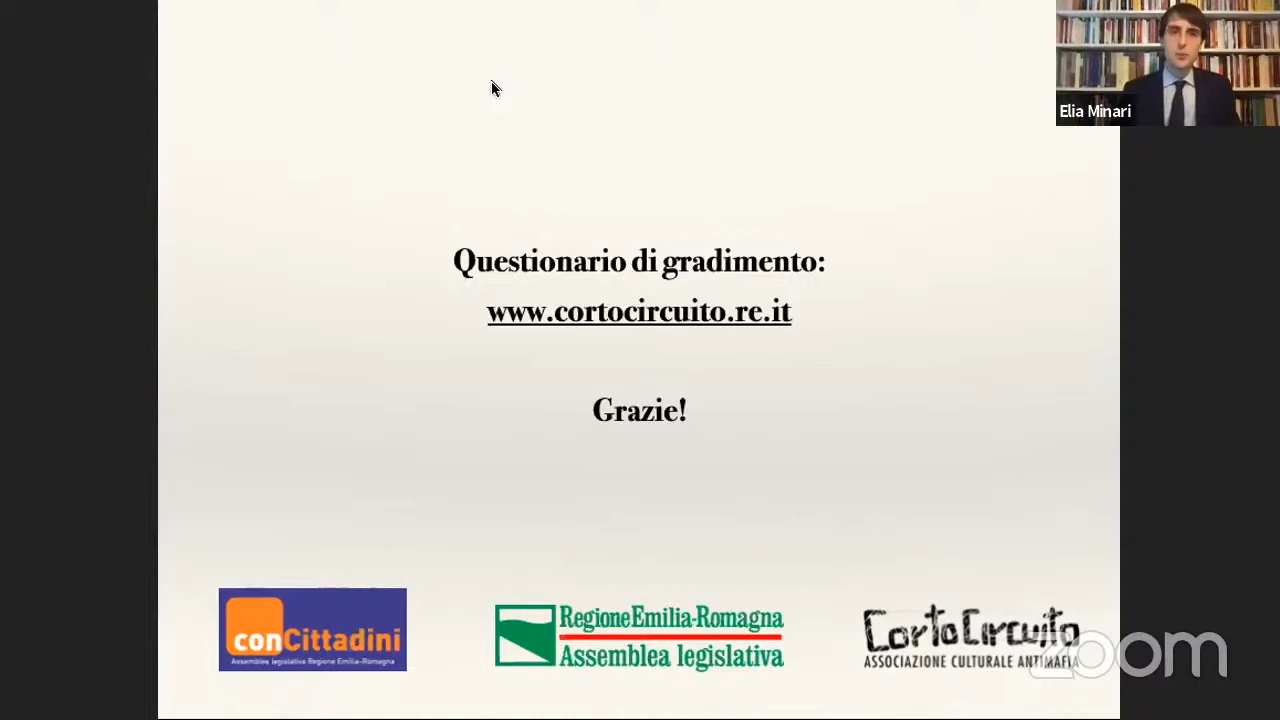 Elia Minari
Questionario di gradimento:
www.cortocircuito.re.it
Grazie!
conCittadini
Assemblea legislativa Regione Emilia-Romagna
RegioneEmilia-Romagna
Assemblea legislativa
CortoCircuito
ASSOCIAZIONE CULTURALE ANTIMAFIA
zoom